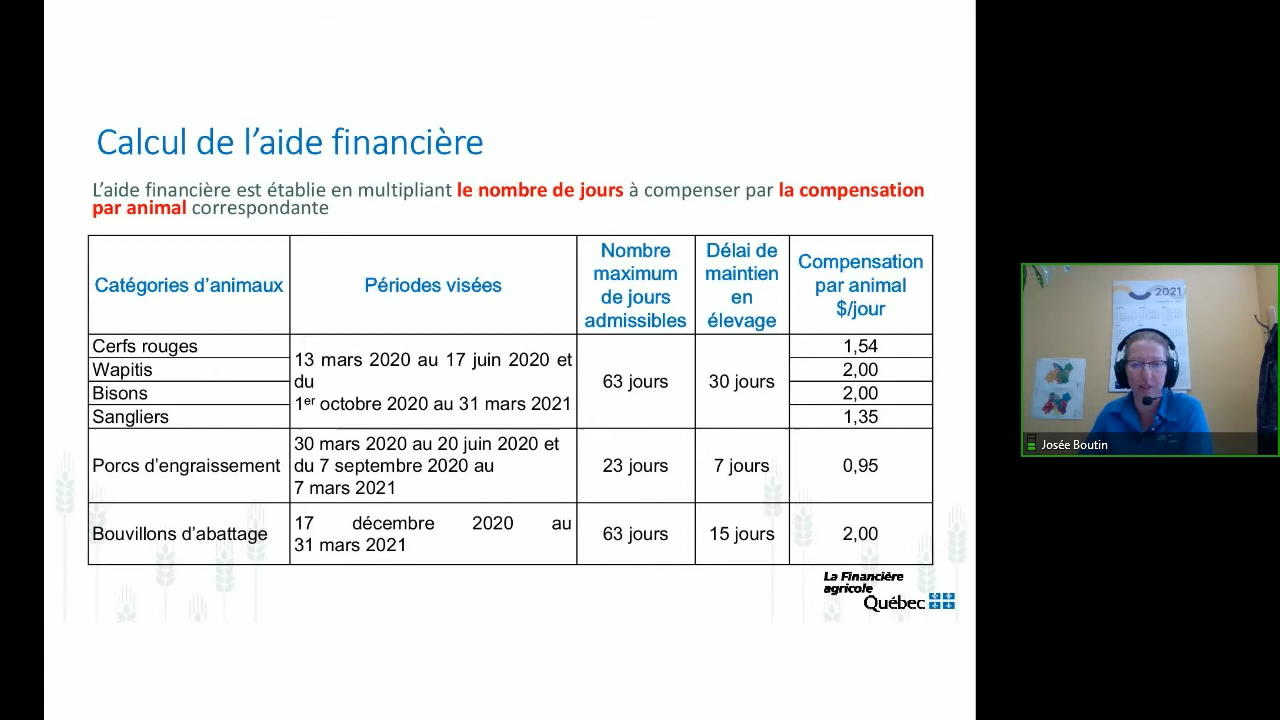 Calcul de l’aide financière
L’aide financière est établie en multipliant le nombre de jours à compenser par la compensation
par animal correspondante
Catégories d’animaux
Périodes visées
Nombre
maximum
de jours
admissibles
Délai de
maintien
en
élevage
Compensation
par animal
$/jour
Cerfs rouges
Wapitis
Bisons
Sangliers
13 mars 2020 au 17 juin 2020 et
du
1er octobre 2020 au 31 mars 2021
63 jours
30 jours
1,54
2,00
2,00
1,35
Porcs d’engraissement
30 mars 2020 au 20 juin 2020 et
du 7 septembre 2020 au
7 mars 2021
23 jours
7 jours
0,95
Bouvillons d’abattage
17 décembre 2020 au
31 mars 2021
63 jours
15 jours
2,00
La Financière
agricole
Québec
2021
Josée Boutin